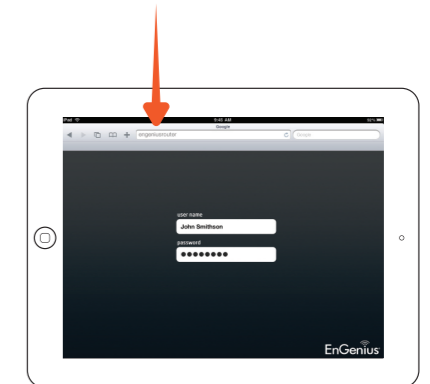 iPad 9:45 AM
Google
engeniusrouter Google
user name
John Smithson
password
EnGenius